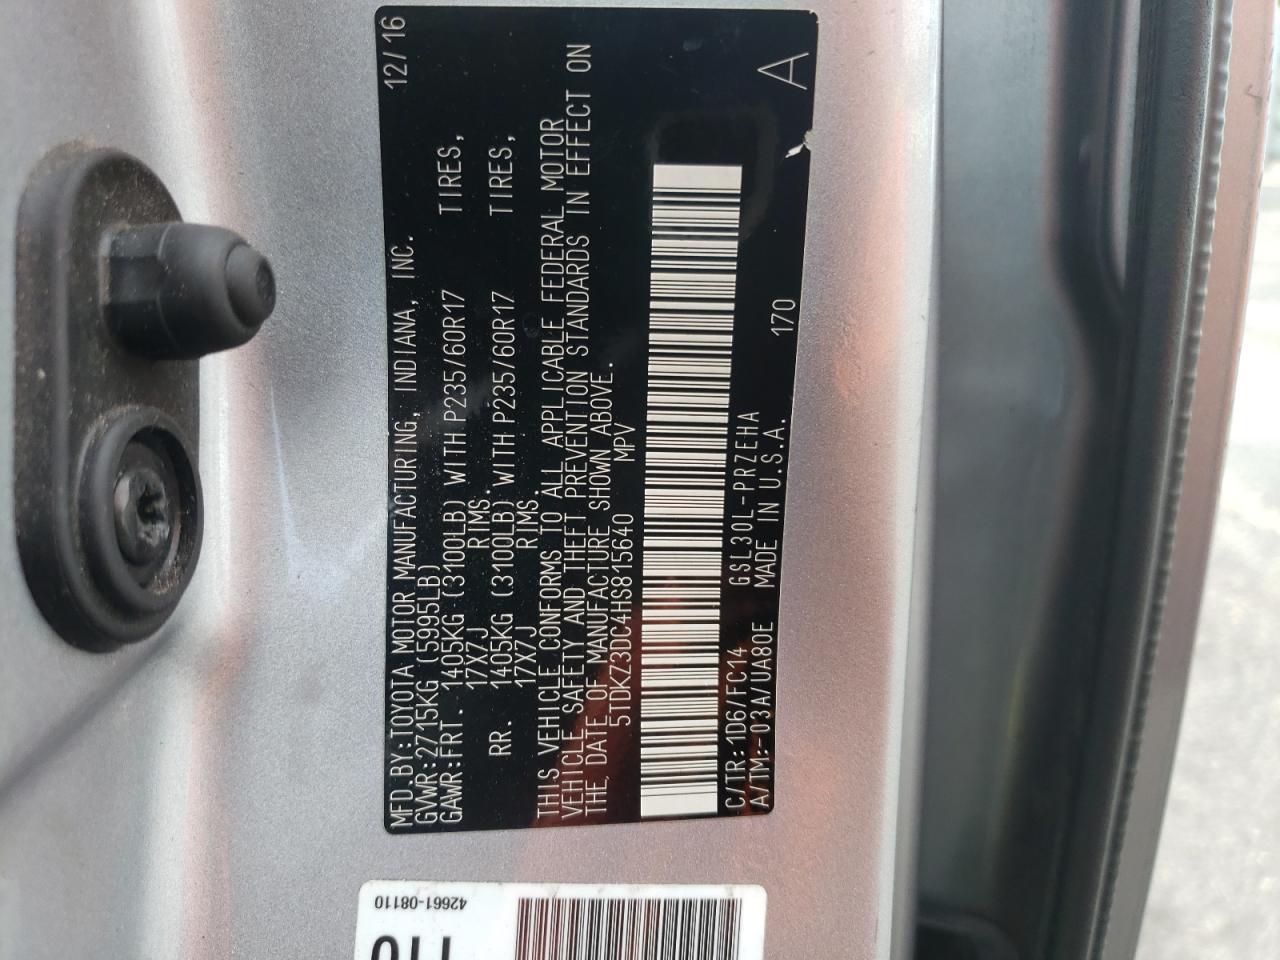 MFD.BY:TOYOTA MOTOR MANUFACTURING, INDIANA, INC. 12/16
GVWR:2715KG (5995LB)
GAWR:FRT. 1405KG (3100LB) WITH P235/60R17 TIRES,
17X7J RIMS.
RR. 1405KG (3100LB) WITH P235/60R17 TIRES,
17X7J RIMS.
THIS VEHICLE CONFORMS TO ALL APPLICABLE FEDERAL MOTOR
VEHICLE SAFETY AND THEFT PREVENTION STANDARDS IN EFFECT ON
THE DATE OF MANUFACTURE SHOWN ABOVE.
5TDKZ3DC4HS815640 MPV
C/TR:1D6/FC14 GSL30L-PRZEHA
A/TM:-03A/UA80E MADE IN U.S.A. 170 A
42661-08110